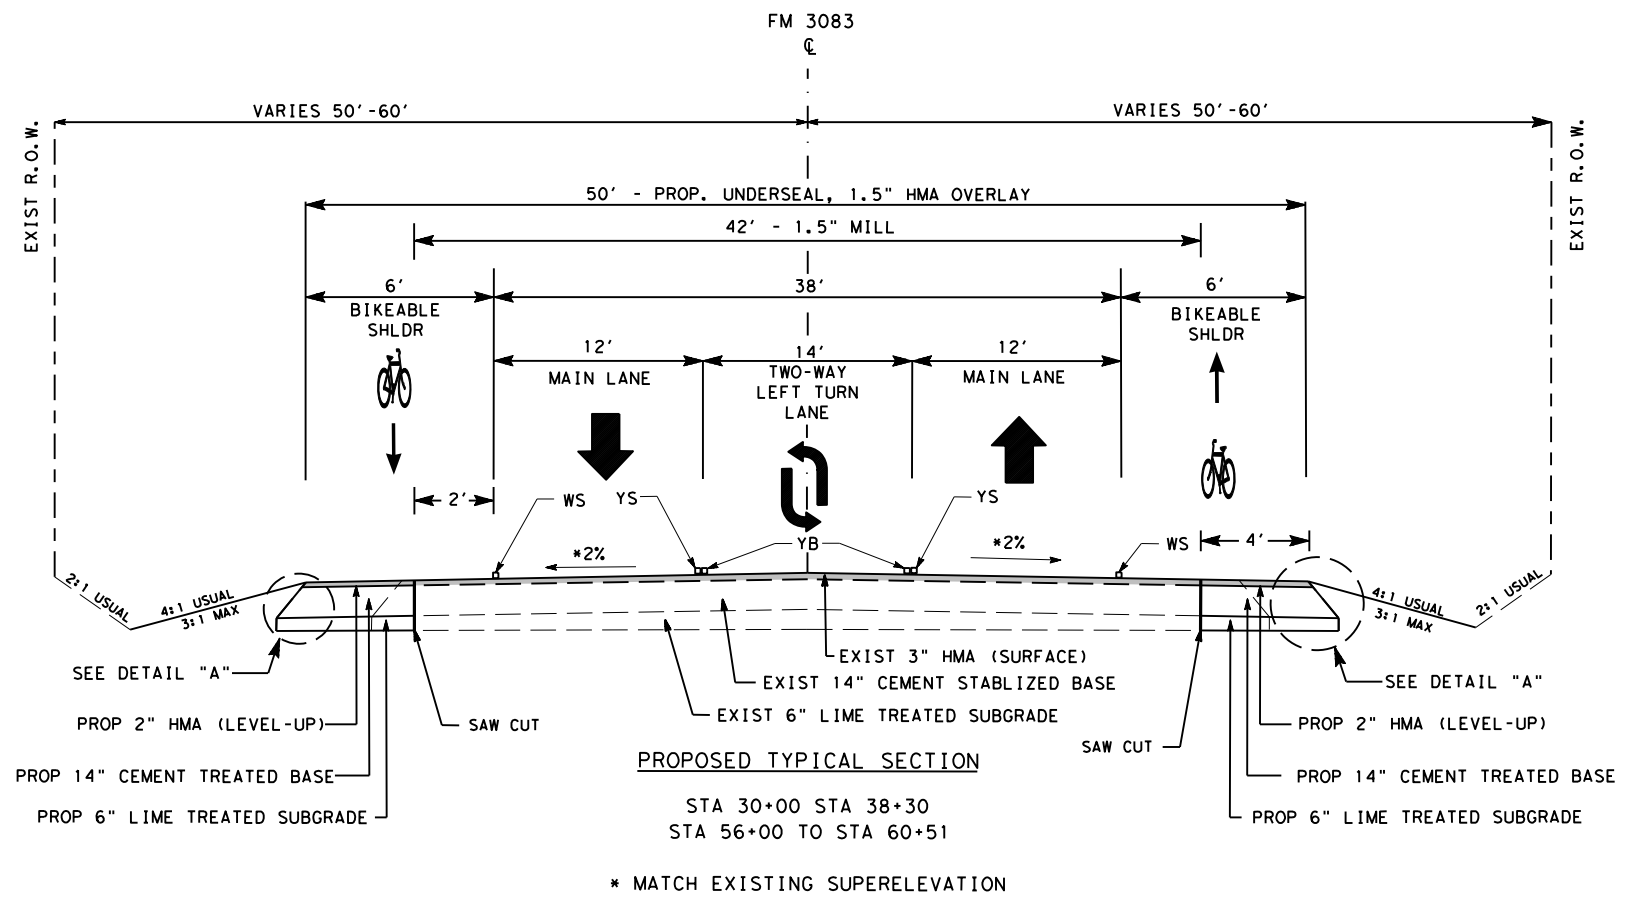 FM 3083
℄
VARIES 50'-60'
VARIES 50'-60'
EXIST R.O.W.
EXIST R.O.W.
50' - PROP. UNDERSEAL, 1.5" HMA OVERLAY
42' - 1.5" MILL
6'
38'
6'
BIKEABLE
SHLDR
BIKEABLE
SHLDR
12'
14'
12'
MAIN LANE
TWO-WAY
LEFT TURN
LANE
MAIN LANE
2'
WS
YS
YS
*2%
YB
*2%
WS
4'
2:1 USUAL
4:1 USUAL
3:1 MAX
4:1 USUAL
3:1 MAX
2:1 USUAL
EXIST 3" HMA (SURFACE)
SEE DETAIL "A"
EXIST 14" CEMENT STABLIZED BASE
SEE DETAIL "A"
EXIST 6" LIME TREATED SUBGRADE
PROP 2" HMA (LEVEL-UP)
SAW CUT
SAW CUT
PROP 2" HMA (LEVEL-UP)
PROPOSED TYPICAL SECTION
PROP 14" CEMENT TREATED BASE
PROP 14" CEMENT TREATED BASE
STA 30+00 STA 38+30
PROP 6" LIME TREATED SUBGRADE
PROP 6" LIME TREATED SUBGRADE
STA 56+00 TO STA 60+51
* MATCH EXISTING SUPERELEVATION